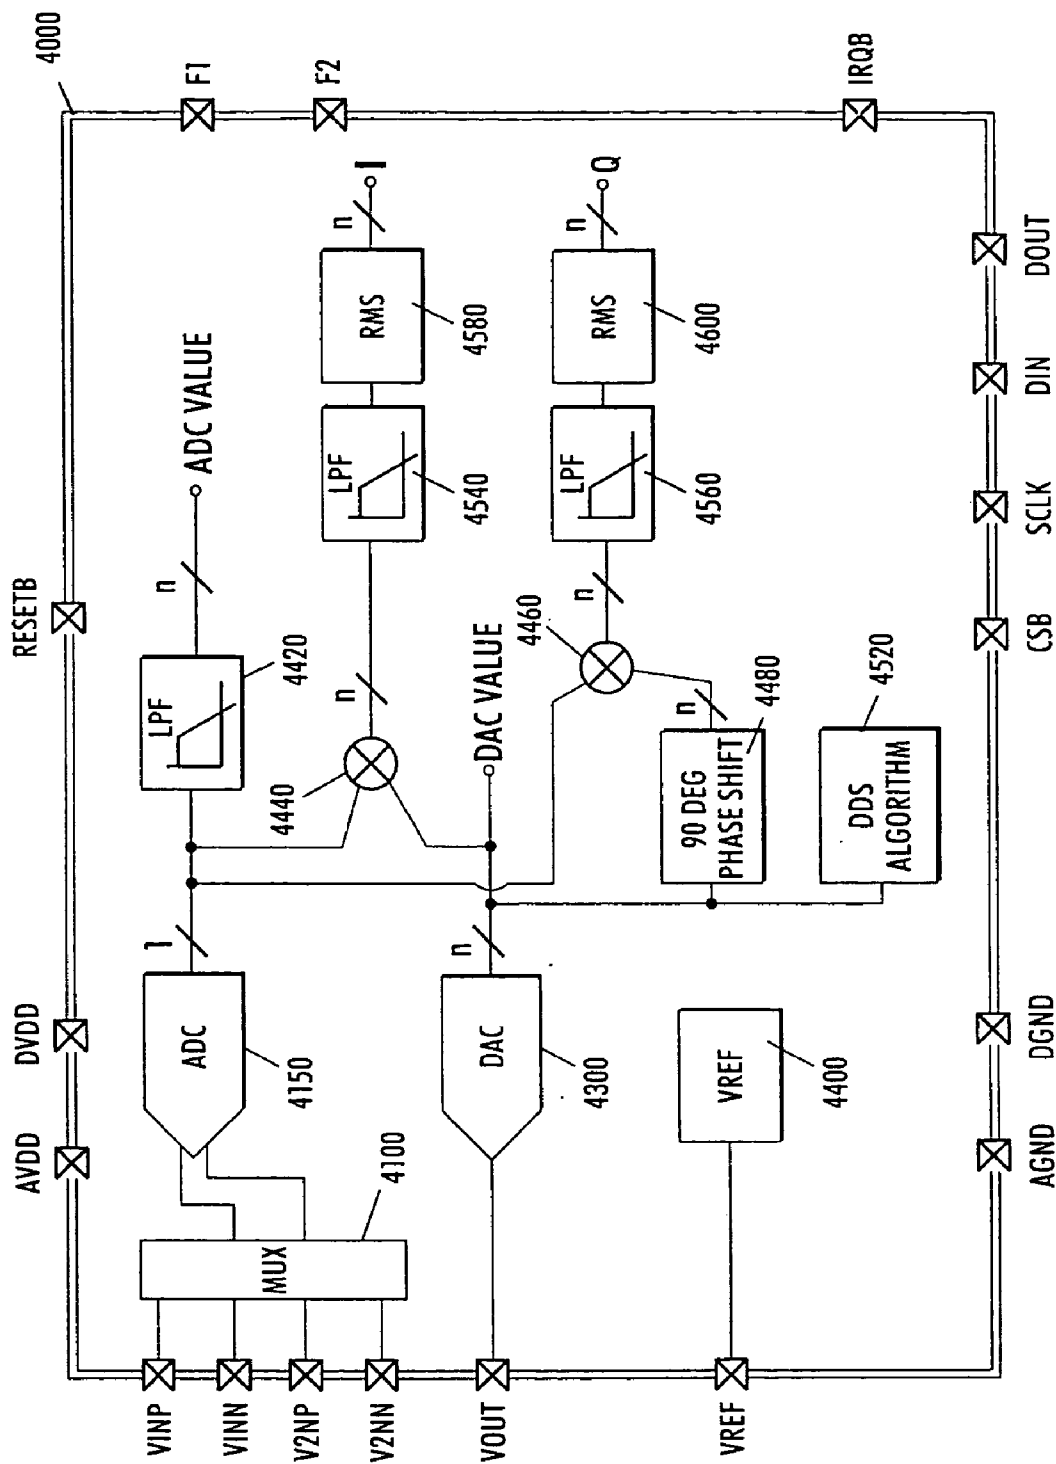 AVDD
DVDD
RESETB
4000
F1
F2
IRQB
VINP
VINN
V2NP
V2NN
VOUT
VREF
MUX
4100
ADC
4150
1
LPF
4420
n
ADC VALUE
4440
n
LPF
4540
RMS
4580
n
I
DAC
4300
n
DAC VALUE
4460
n
LPF
4560
RMS
4600
n
Q
VREF
4400
90 DEG
PHASE SHIFT
4480
n
DDS
ALGORITHM
4520
AGND
DGND
CSB
SCLK
DIN
DOUT